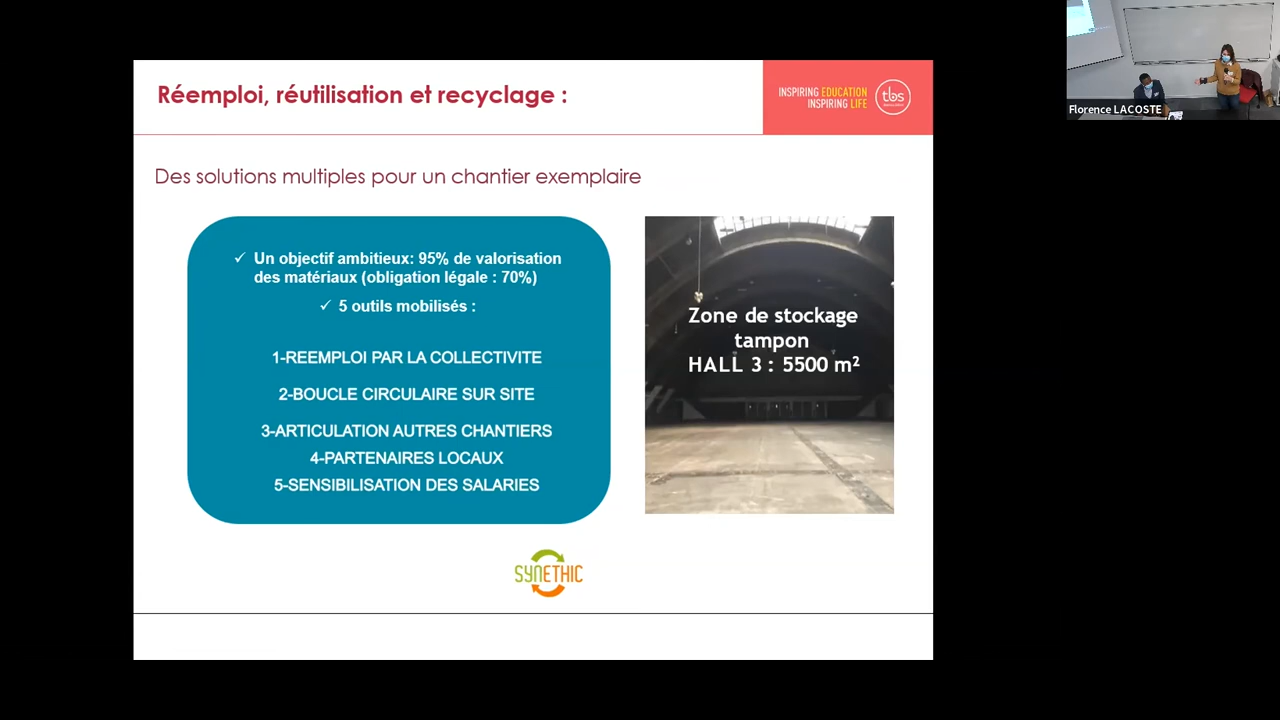 Réemploi, réutilisation et recyclage :
INSPIRING EDUCATION
INSPIRING LIFE
tbs
Florence LACOSTE
Des solutions multiples pour un chantier exemplaire
✓ Un objectif ambitieux: 95% de valorisation
des matériaux (obligation légale : 70%)
✓ 5 outils mobilisés :
1-REEMPLOI PAR LA COLLECTIVITE
2-BOUCLE CIRCULAIRE SUR SITE
3-ARTICULATION AUTRES CHANTIERS
4-PARTENAIRES LOCAUX
5-SENSIBILISATION DES SALARIES
Zone de stockage
tampon
HALL 3 : 5500 m²
SYNETHIC